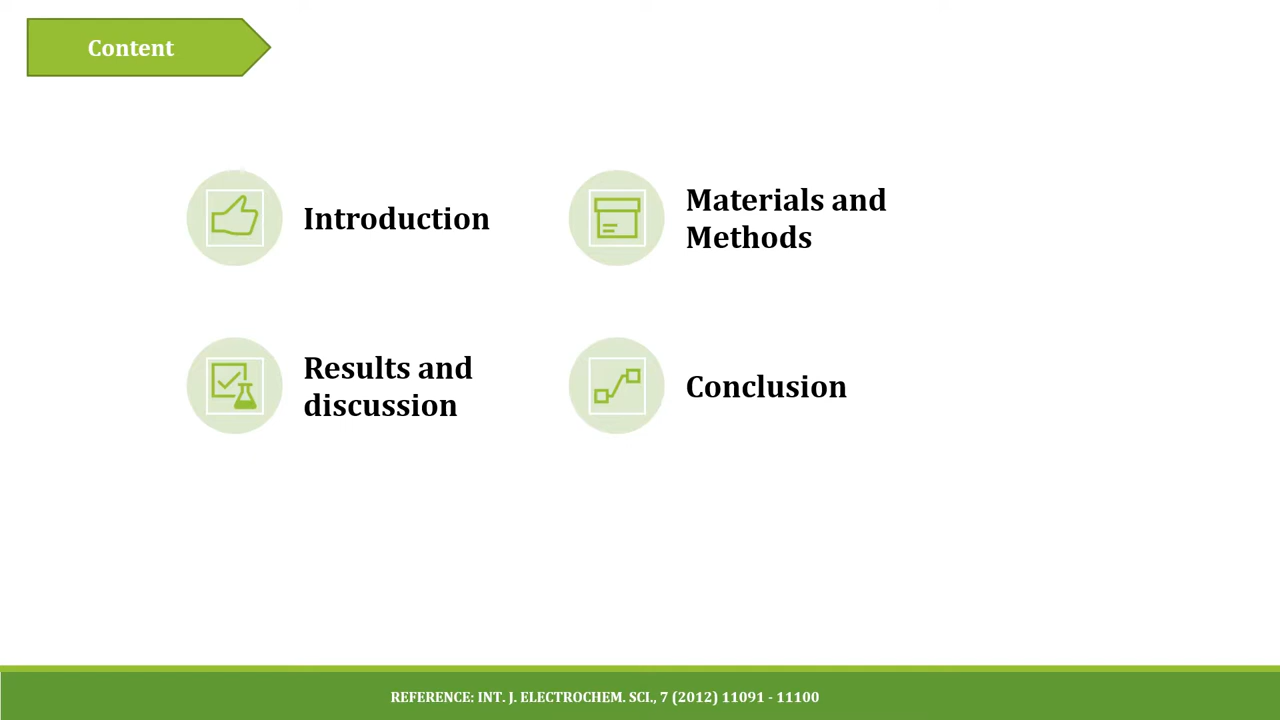 Content
Introduction
Materials and
Methods
Results and
discussion
Conclusion
REFERENCE: INT. J. ELECTROCHEM. SCI., 7 (2012) 11091 - 11100